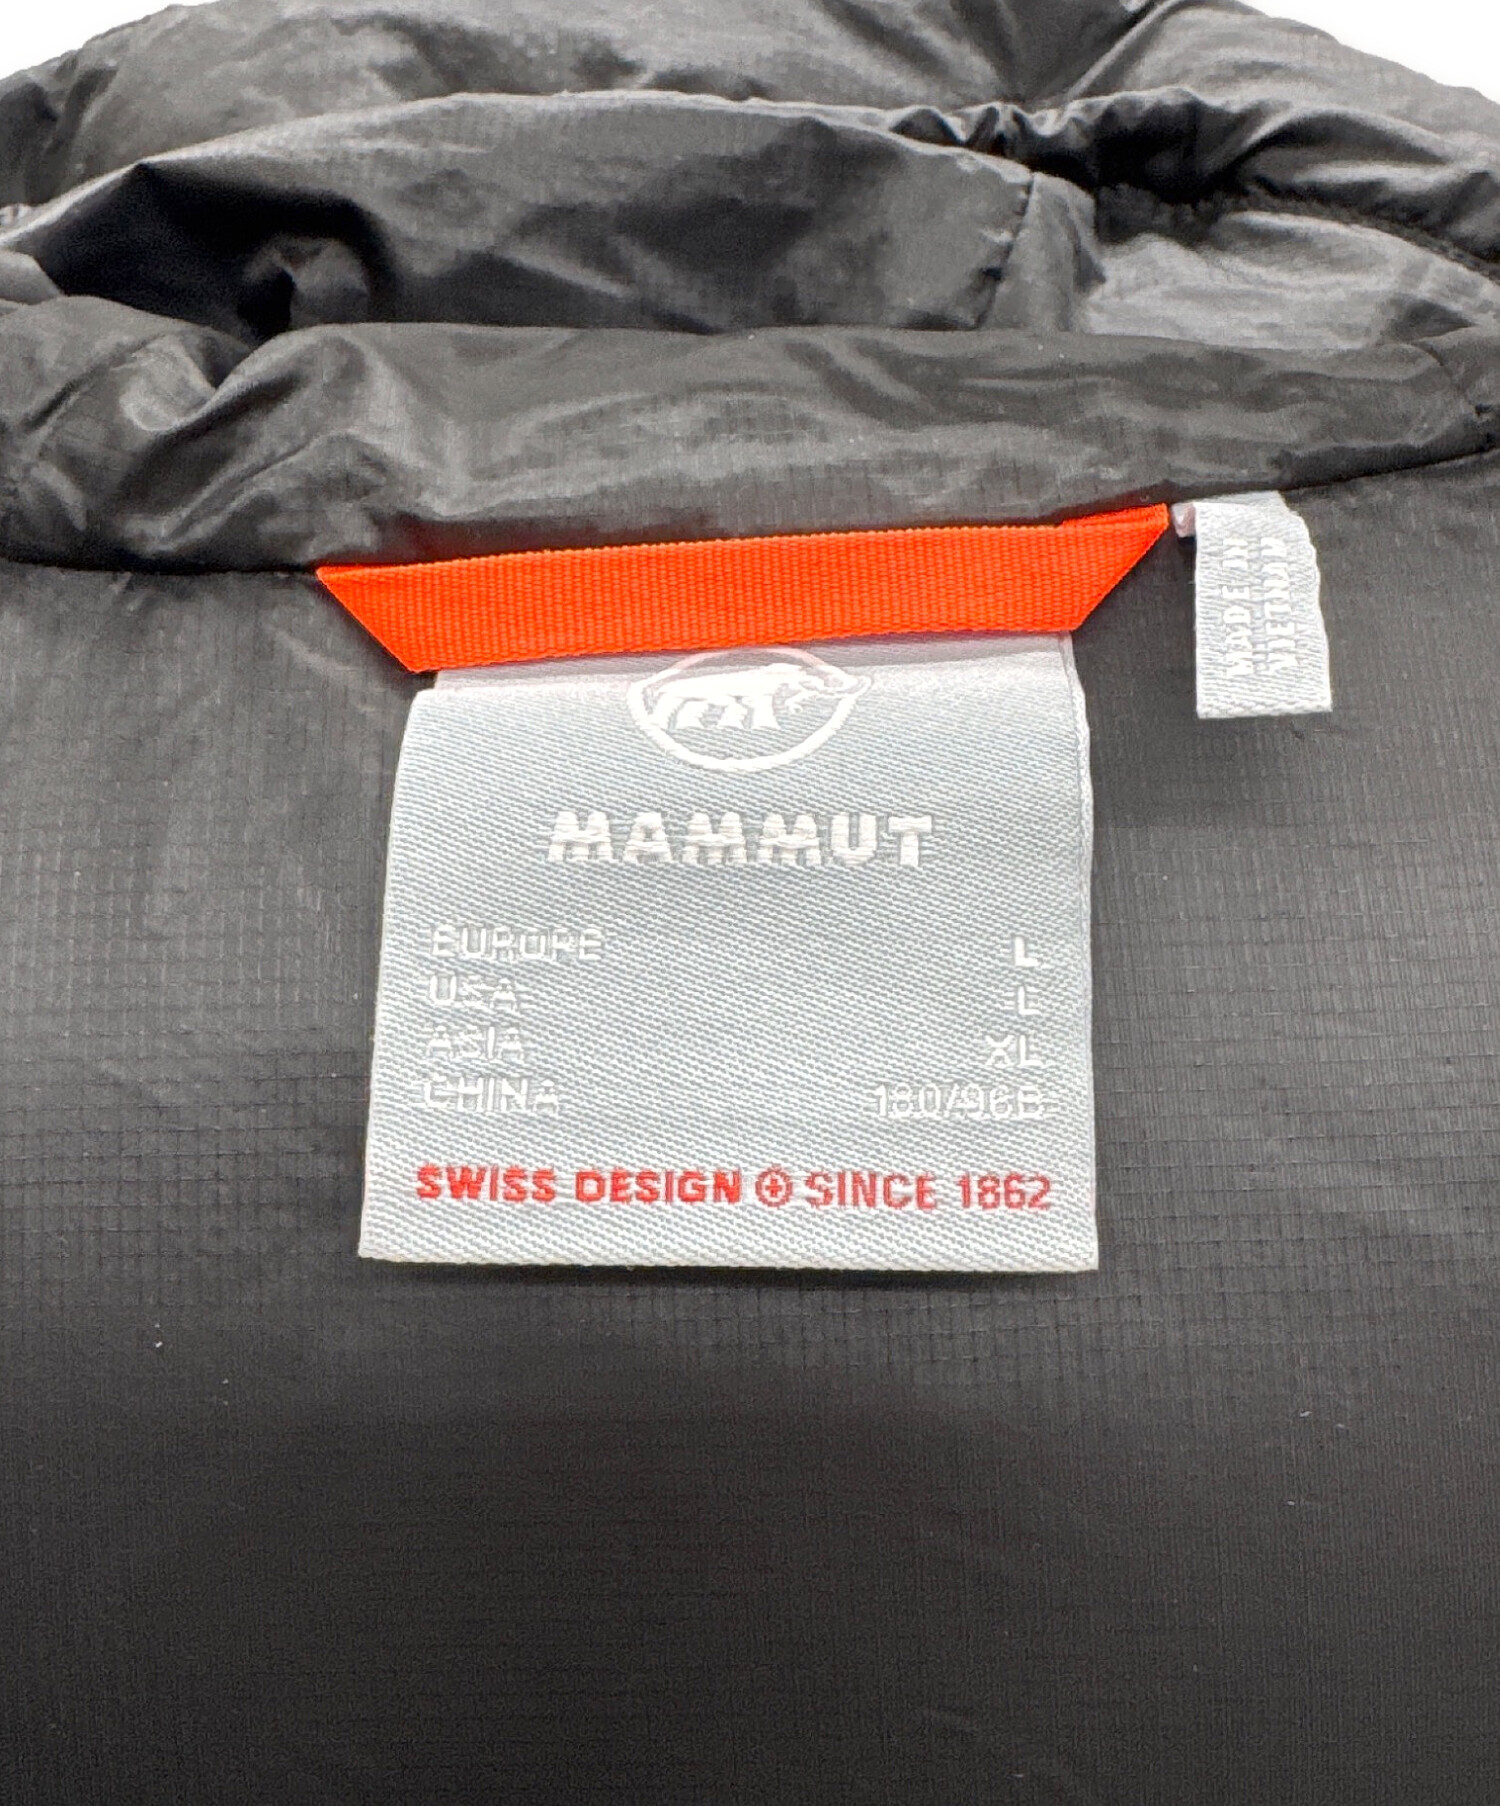 MAMMUT
EUROPE L
USA L
ASIA XL
CHINA 180/96B
SWISS DESIGN SINCE 1862
MADE IN
VIETNAM